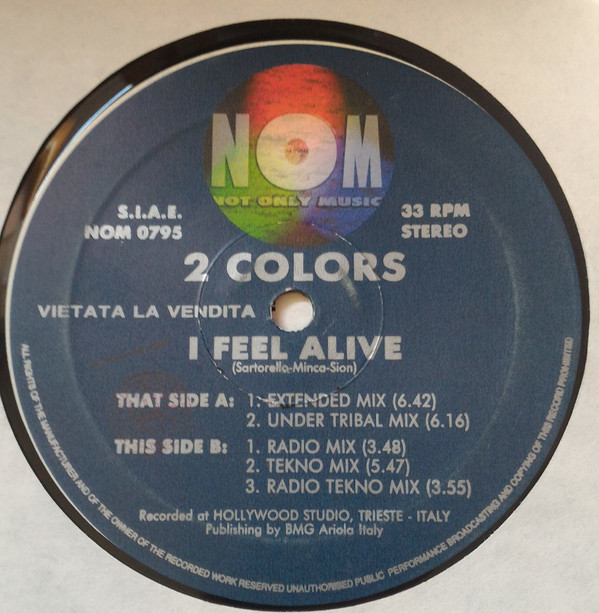 NOM
NOT ONLY MUSIC
S.I.A.E.
NOM 0795
33 RPM
STEREO
2 COLORS
VIETATA LA VENDITA
I FEEL ALIVE
(Sartorello-Minca-Sion)
THAT SIDE A: 1. EXTENDED MIX (6.42)
2. UNDER TRIBAL MIX (6.16)
THIS SIDE B: 1. RADIO MIX (3.48)
2. TEKNO MIX (5.47)
3. RADIO TEKNO MIX (3.55)
Recorded at HOLLYWOOD STUDIO, TRIESTE - ITALY
Publishing by BMG Ariola Italy
ALL RIGHTS OF THE MANUFACTURER AND OF THE OWNER OF THE RECORDED WORK RESERVED UNAUTHORISED PUBLIC PERFORMANCE BROADCASTING AND COPYING OF THIS RECORD PROHIBITED